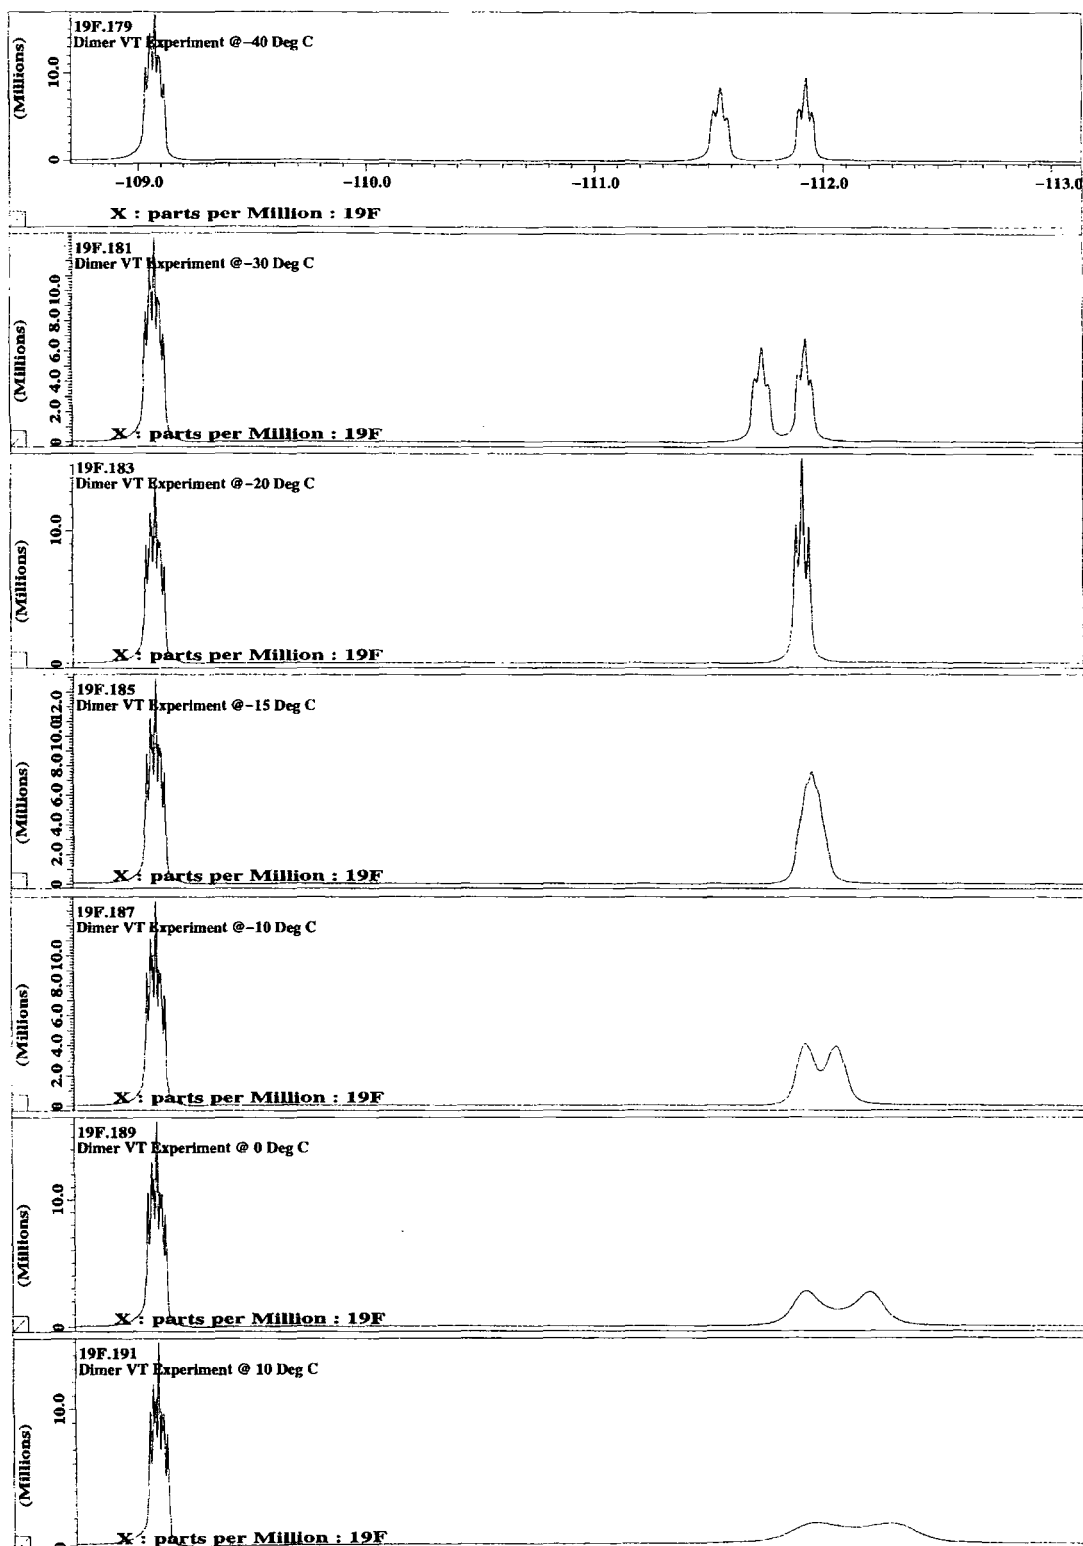 19F.179
Dimer VT Experiment @-40 Deg C
(Millions)
10.0
0
-109.0 -110.0 -111.0 -112.0 -113.0
X : parts per Million : 19F
19F.181
Dimer VT Experiment @-30 Deg C
(Millions)
0 2.0 4.0 6.0 8.0 10.0
X : parts per Million : 19F
19F.183
Dimer VT Experiment @-20 Deg C
(Millions)
10.0
0
X : parts per Million : 19F
19F.185
Dimer VT Experiment @-15 Deg C
(Millions)
0 2.0 4.0 6.0 8.0 10.0 12.0
X : parts per Million : 19F
19F.187
Dimer VT Experiment @-10 Deg C
(Millions)
0 2.0 4.0 6.0 8.0 10.0
X : parts per Million : 19F
19F.189
Dimer VT Experiment @ 0 Deg C
(Millions)
10.0
0
X : parts per Million : 19F
19F.191
Dimer VT Experiment @ 10 Deg C
(Millions)
10.0
0
X : parts per Million : 19F